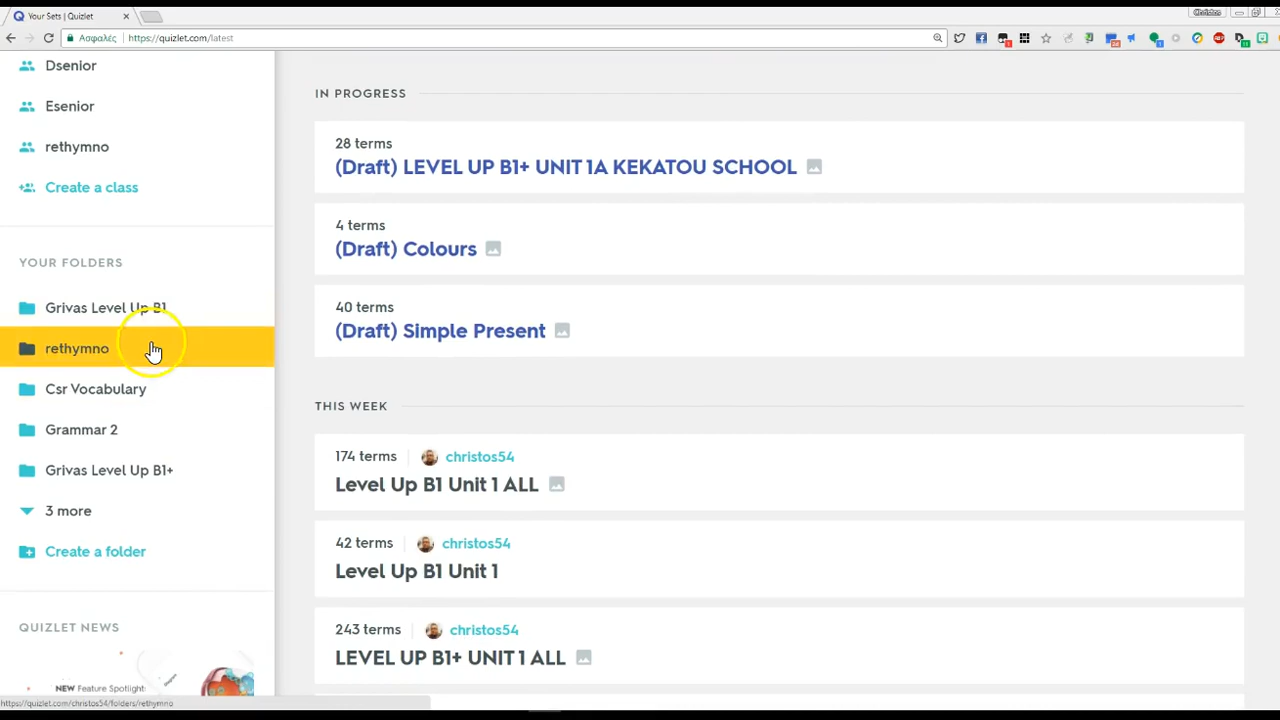 Your Sets | Quizlet
Christos
Ασφαλές
https://quizlet.com/latest
Dsenior
Esenior
rethymno
Create a class
YOUR FOLDERS
Grivas Level Up B1
rethymno
Csr Vocabulary
Grammar 2
Grivas Level Up B1+
3 more
Create a folder
QUIZLET NEWS
NEW Feature Spotlight
https://quizlet.com/christos54/folders/rethymno
IN PROGRESS
28 terms
(Draft) LEVEL UP B1+ UNIT 1A KEKATOU SCHOOL
4 terms
(Draft) Colours
40 terms
(Draft) Simple Present
THIS WEEK
174 terms christos54
Level Up B1 Unit 1 ALL
42 terms christos54
Level Up B1 Unit 1
243 terms christos54
LEVEL UP B1+ UNIT 1 ALL